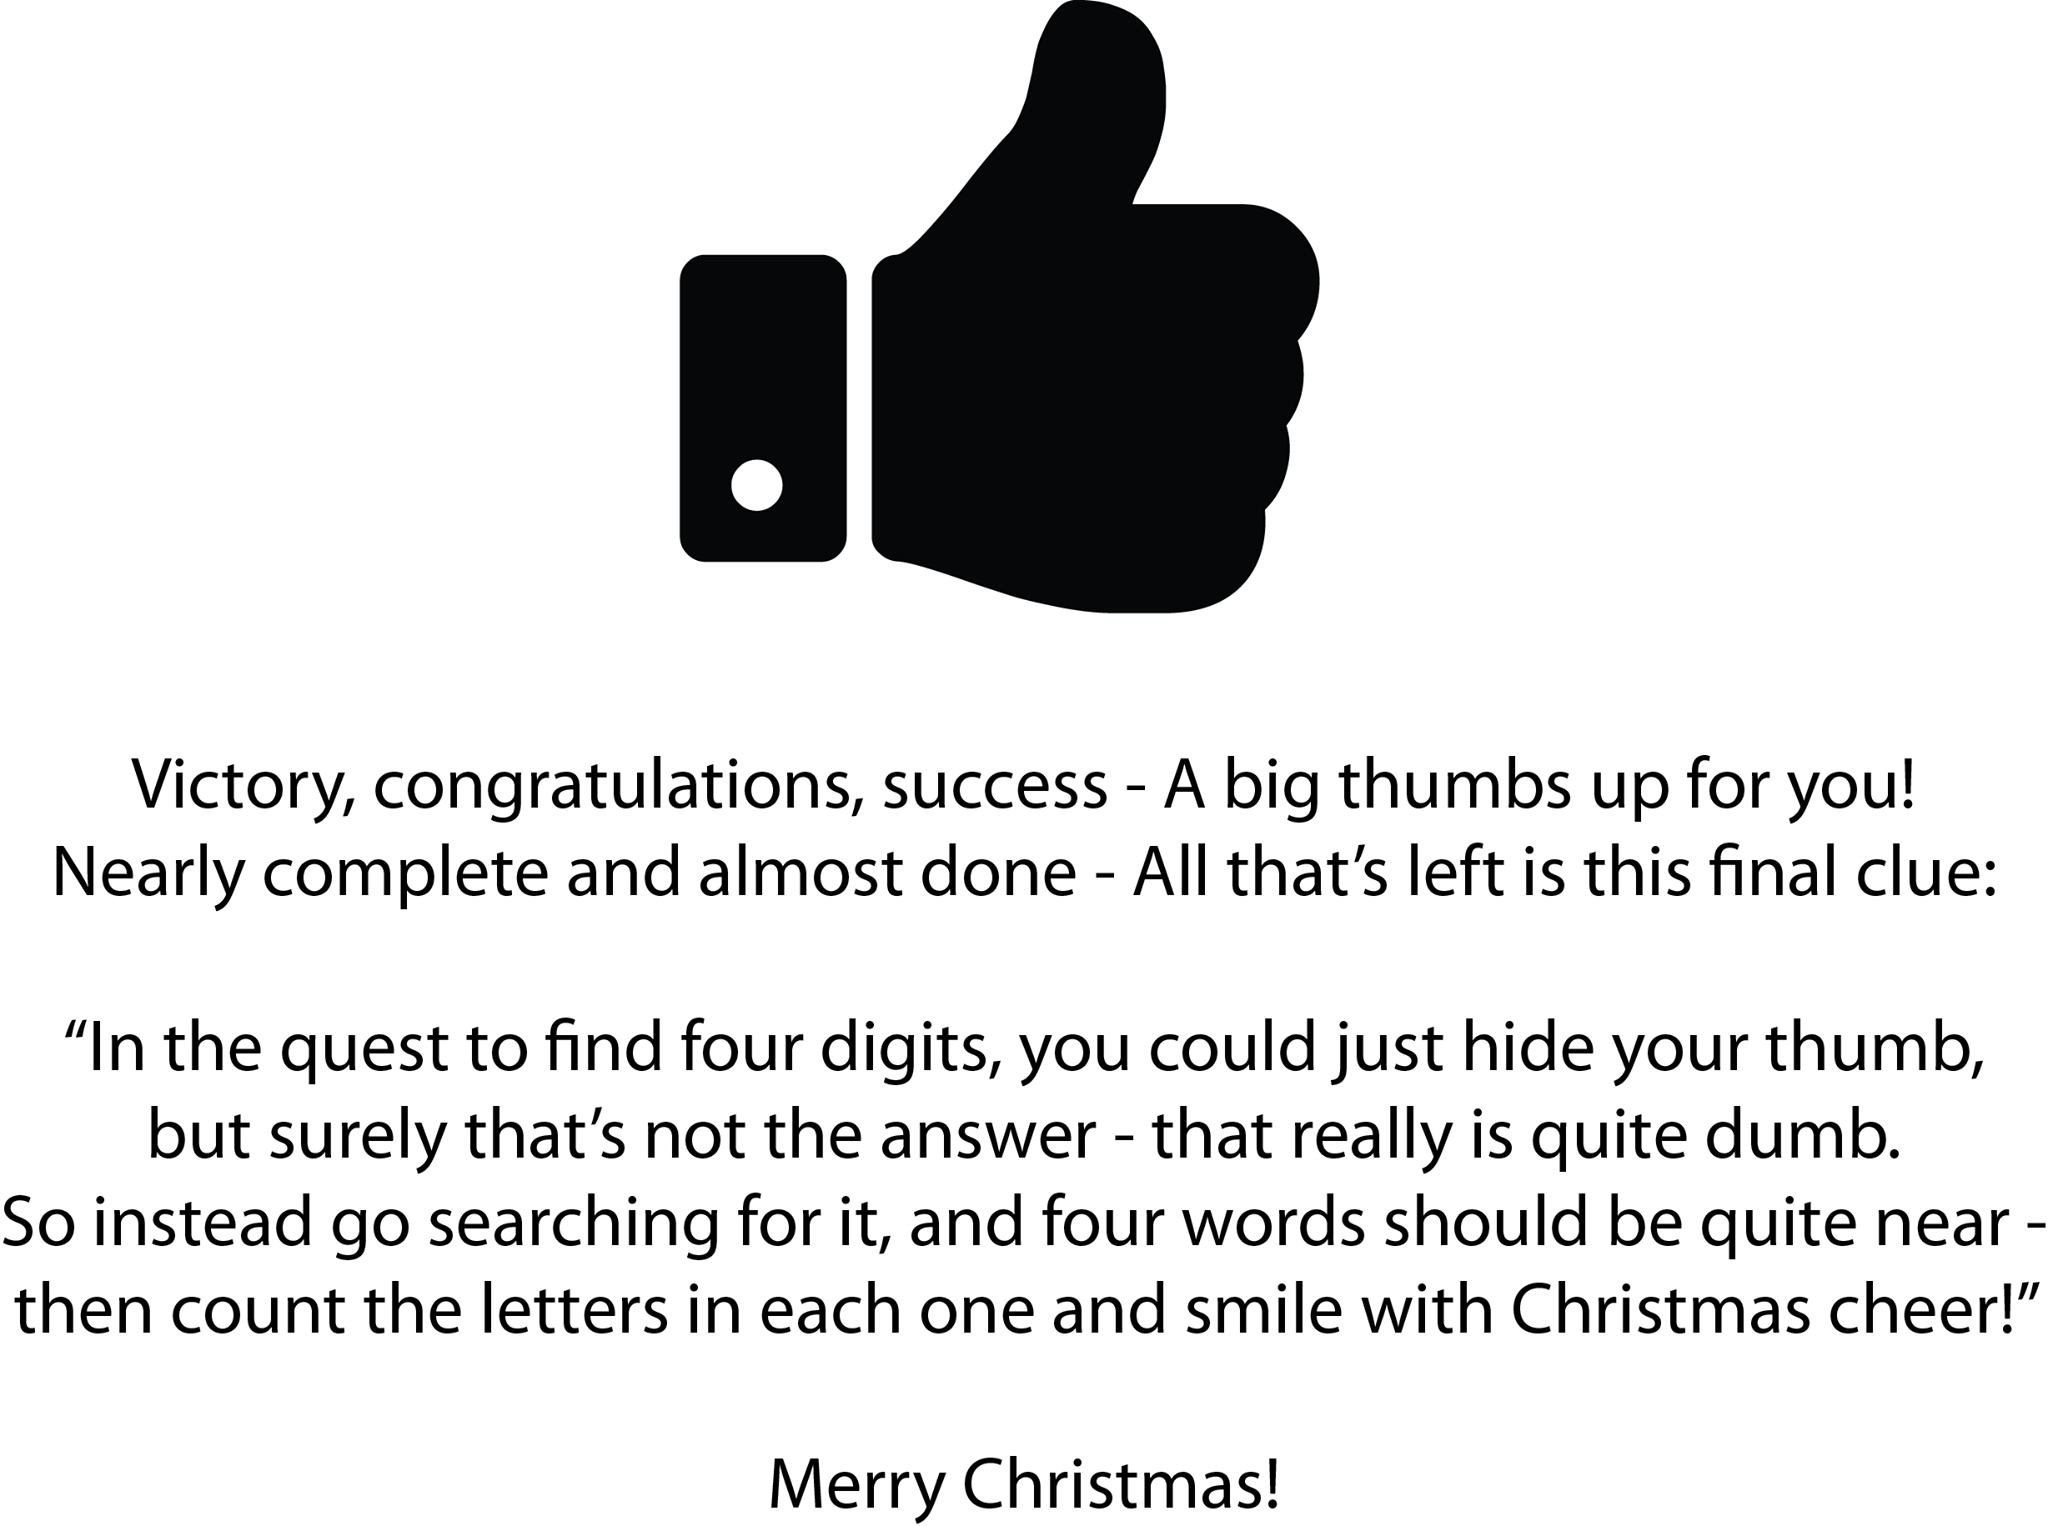 Victory, congratulations, success - A big thumbs up for you!
Nearly complete and almost done - All that’s left is this final clue:
“In the quest to find four digits, you could just hide your thumb,
but surely that’s not the answer - that really is quite dumb.
So instead go searching for it, and four words should be quite near -
then count the letters in each one and smile with Christmas cheer!”
Merry Christmas!